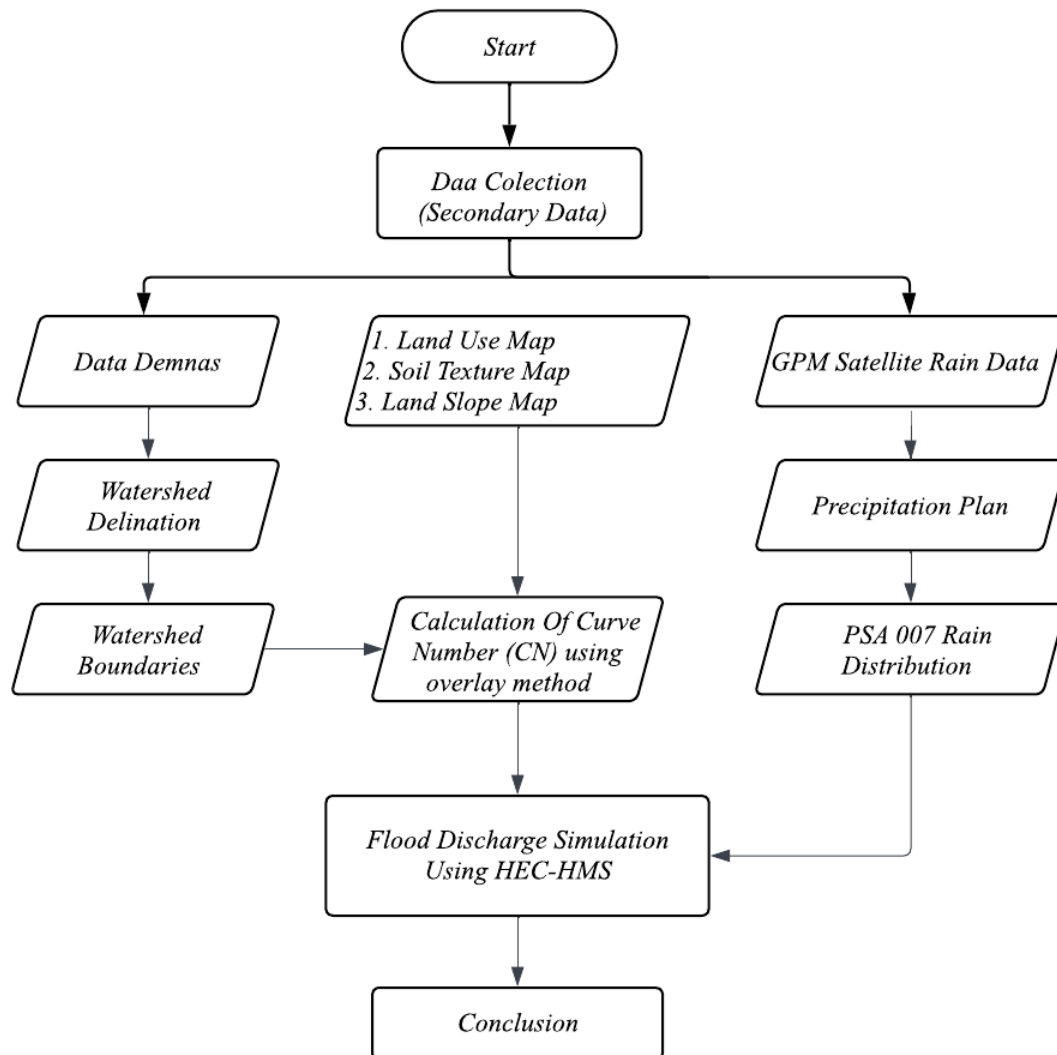 Start
Daa Colection
(Secondary Data)
Data Demnas
1. Land Use Map
2. Soil Texture Map
3. Land Slope Map
GPM Satellite Rain Data
Watershed
Delination
Precipitation Plan
Watershed
Boundaries
Calculation Of Curve
Number (CN) using
overlay method
PSA 007 Rain
Distribution
Flood Discharge Simulation
Using HEC-HMS
Conclusion